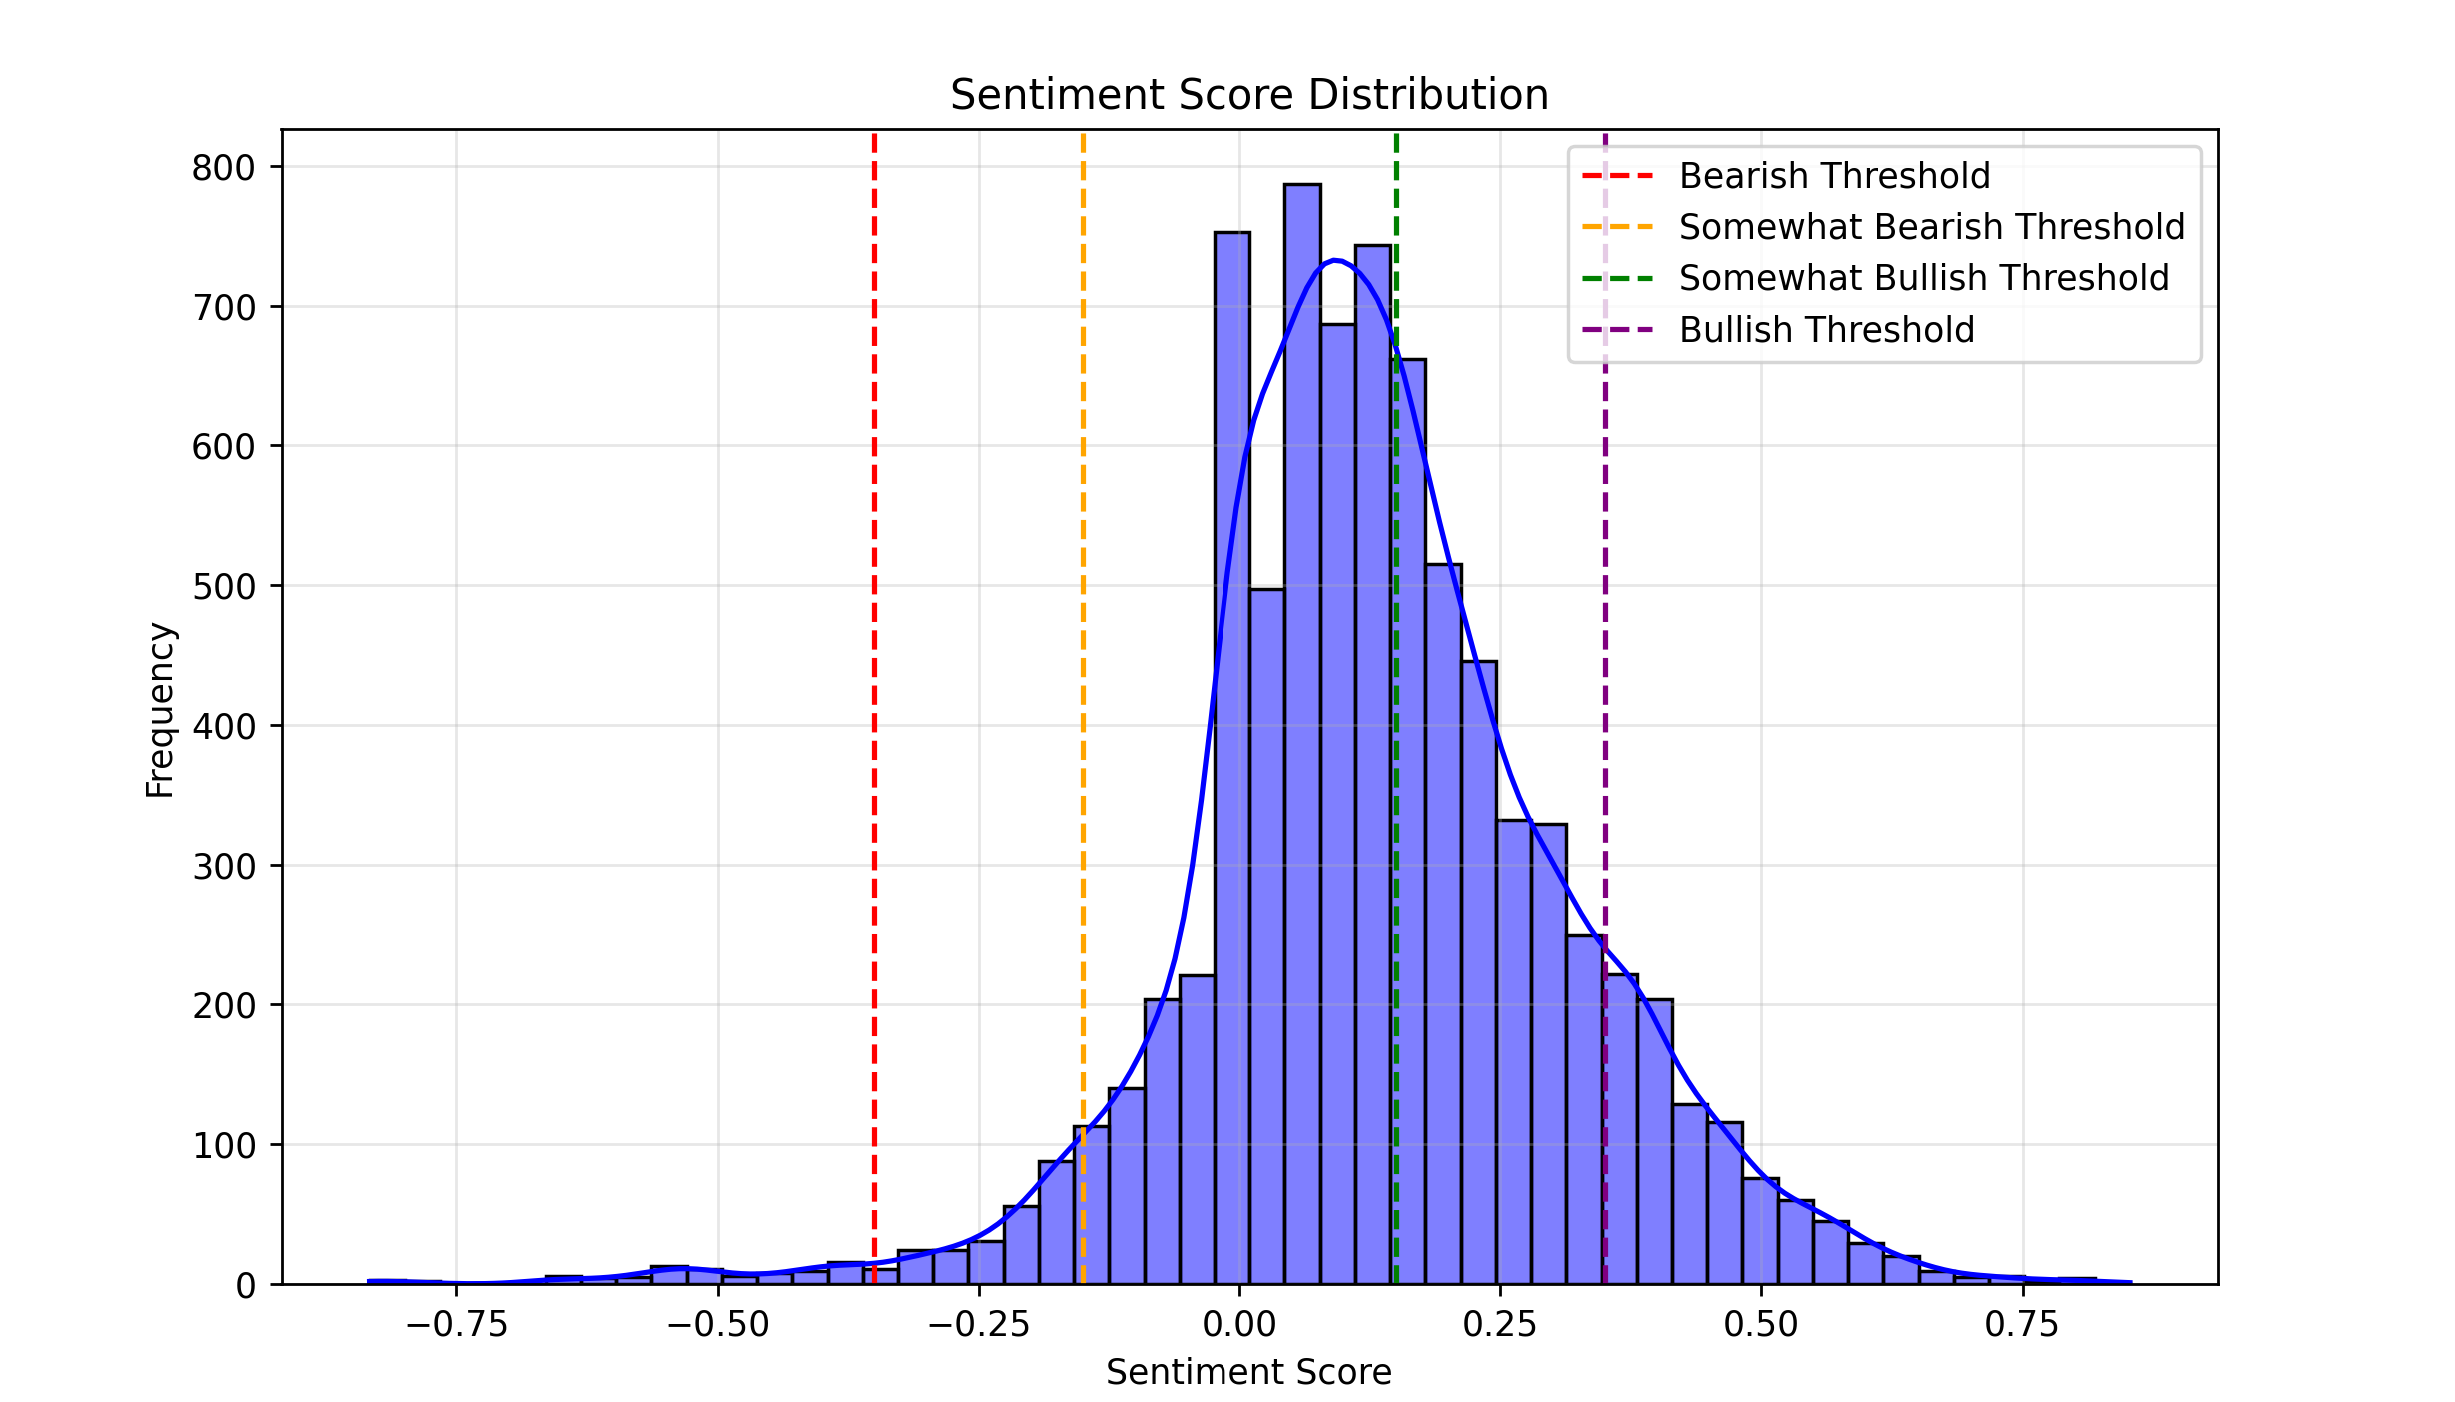 Sentiment Score Distribution
800
700
600
500
400
300
200
100
0
Frequency
Bearish Threshold
Somewhat Bearish Threshold
Somewhat Bullish Threshold
Bullish Threshold
−0.75 −0.50 −0.25 0.00 0.25 0.50 0.75
Sentiment Score